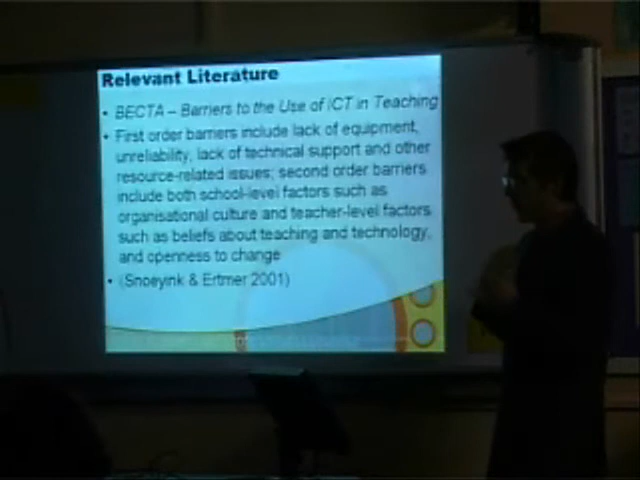 Relevant Literature
• BECTA – Barriers to the Use of ICT in Teaching
• First order barriers include lack of equipment,
unreliability, lack of technical support and other
resource-related issues; second order barriers
include both school-level factors such as
organisational culture and teacher-level factors
such as beliefs about teaching and technology,
and openness to change
• (Snoeyink & Ertmer 2001)